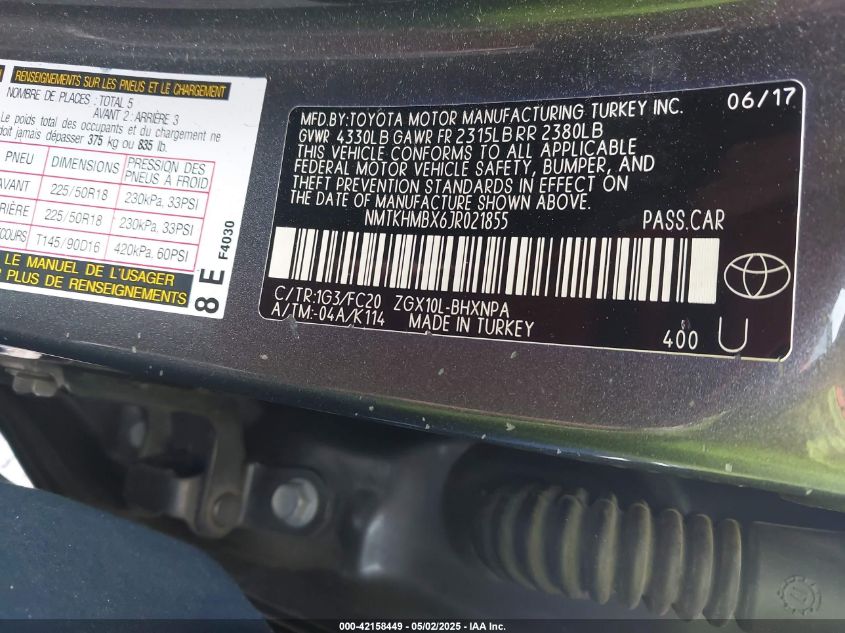 RENSEIGNEMENTS SUR LES PNEUS ET LE CHARGEMENT
NOMBRE DE PLACES : TOTAL 5
AVANT 2 : ARRIÈRE 3
Le poids total des occupants et du chargement ne
doit jamais dépasser 375 kg ou 835 lb.
PNEU DIMENSIONS PRESSION DES PNEUS À FROID
AVANT 225/50R18 230kPa, 33PSI
225/50R18 230kPa, 33PSI
T145/90D16 420kPa, 60PSI
LE MANUEL DE L'USAGER
PLUS DE RENSEIGNEMENTS
8 E F4030
MFD.BY:TOYOTA MOTOR MANUFACTURING TURKEY INC. 06/17
GVWR 4330LB GAWR FR 2315LB RR 2380LB
THIS VEHICLE CONFORMS TO ALL APPLICABLE
FEDERAL MOTOR VEHICLE SAFETY, BUMPER, AND
THEFT PREVENTION STANDARDS IN EFFECT ON
THE DATE OF MANUFACTURE SHOWN ABOVE.
NMTKHMBX6JR021855 PASS.CAR
C/TR:1G3/FC20 ZGX10L-BHXNPA
A/TM:-04A/K114 MADE IN TURKEY
400 U
000-42158449 - 05/02/2025 - IAA Inc.